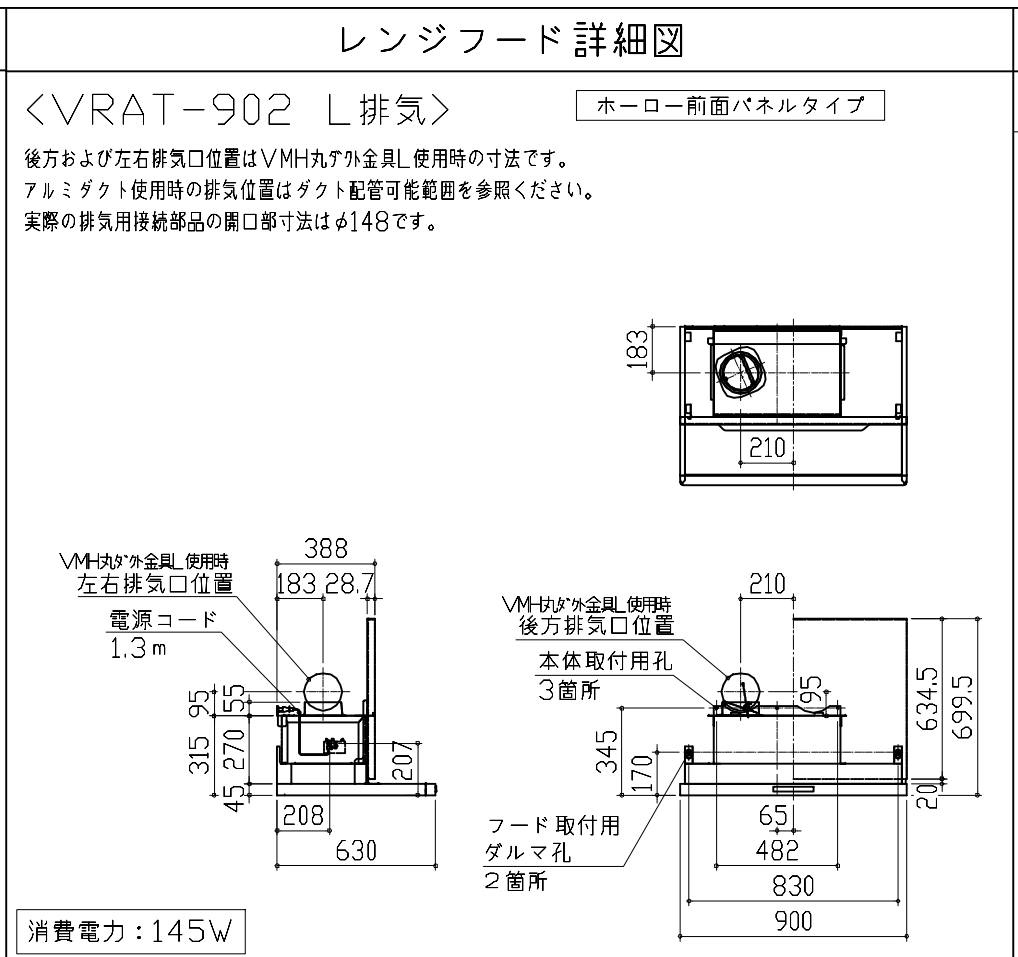 レンジフード詳細図
<VRAT-902 L排気>
ホーロー前面パネルタイプ
後方および左右排気口位置はVMH丸ダクト金具L使用時の寸法です。
アルミダクト使用時の排気位置はダクト配管可能範囲を参照ください。
実際の排気用接続部品の開口部寸法はφ148です。
183
210
388
183 28.7
VMH丸ダクト金具L使用時
左右排気口位置
電源コード
1.3m
95
55
315
270
45
207
208
630
210
VMH丸ダクト金具L使用時
後方排気口位置
本体取付用孔
3箇所
95
345
170
634.5
699.5
20
65
482
830
900
フード取付用
ダルマ孔
2箇所
消費電力：145W